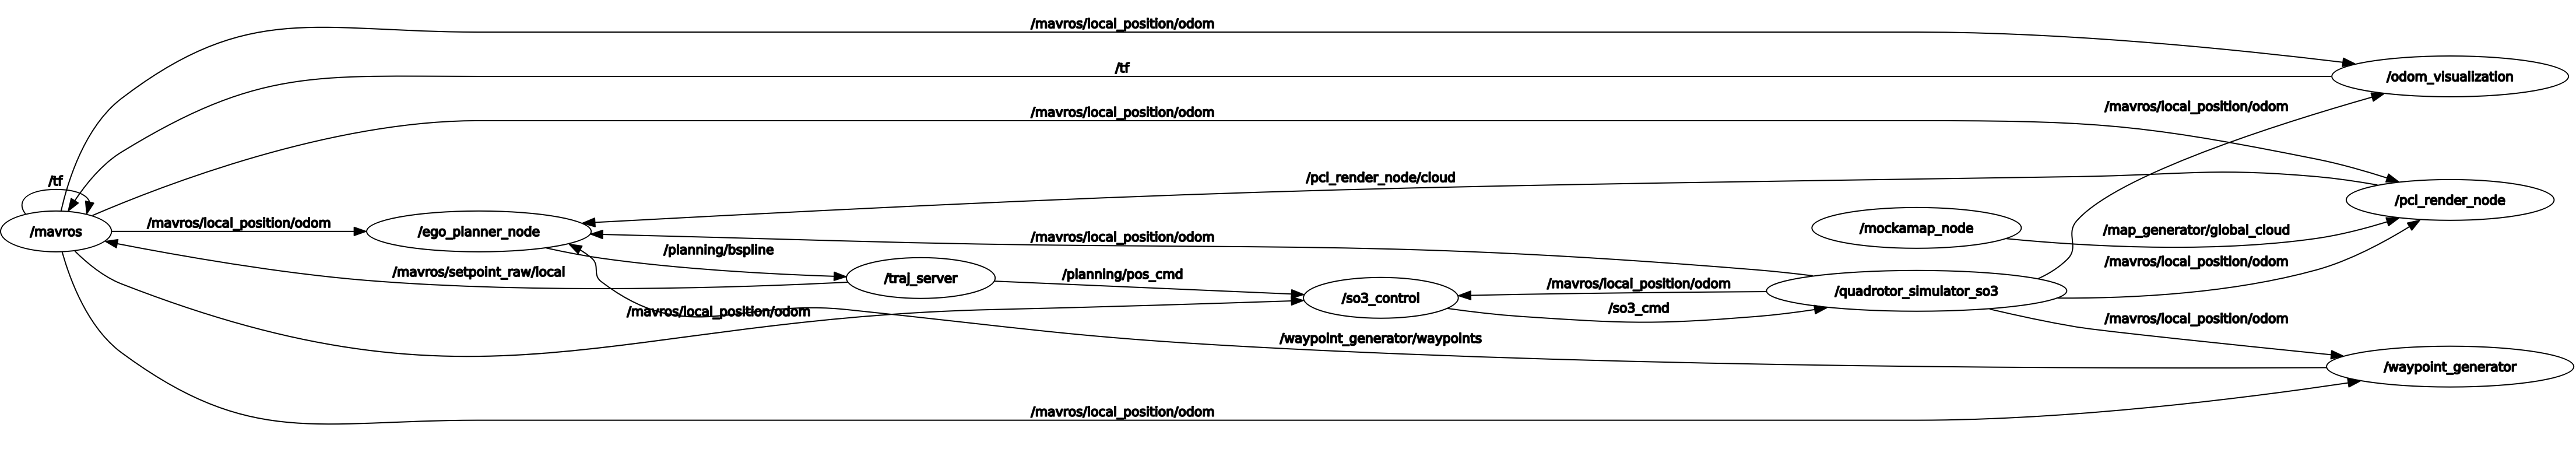 /mavros/local_position/odom
/tf
/odom_visualization
/mavros/local_position/odom
/mavros/local_position/odom
/pcl_render_node/cloud
/tf
/pcl_render_node
/mavros/local_position/odom
/mavros
/ego_planner_node
/mockamap_node
/map_generator/global_cloud
/mavros/local_position/odom
/planning/bspline
/mavros/local_position/odom
/mavros/setpoint_raw/local
/traj_server
/planning/pos_cmd
/mavros/local_position/odom
/quadrotor_simulator_so3
/so3_control
/so3_cmd
/mavros/local_position/odom
/mavros/local_position/odom
/waypoint_generator/waypoints
/waypoint_generator
/mavros/local_position/odom